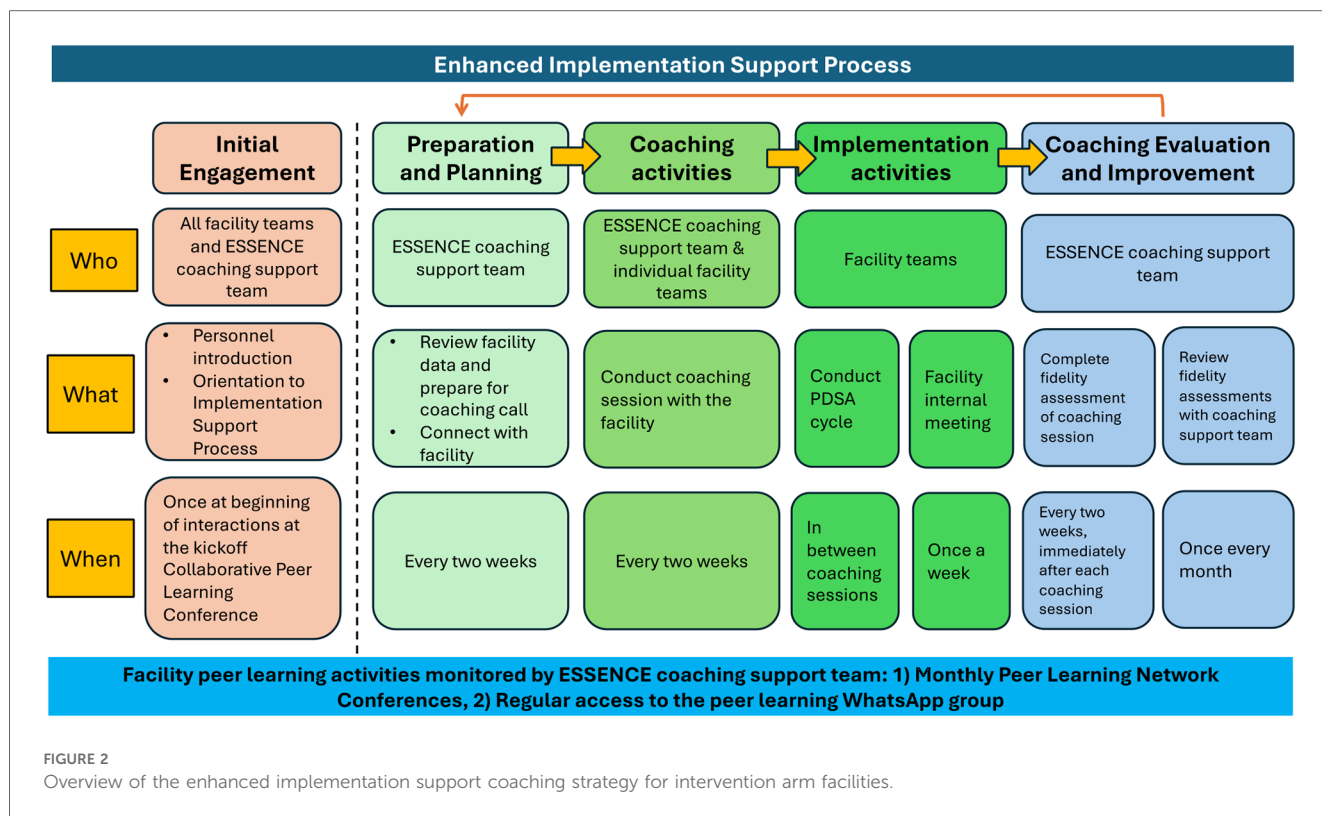 Enhanced Implementation Support Process
Initial
Engagement
Preparation
and Planning
Coaching
activities
Implementation
activities
Coaching Evaluation
and Improvement
Who
All facility teams
and ESSENCE
coaching support
team
ESSENCE coaching
support team
ESSENCE coaching
support team &
individual facility
teams
Facility teams
ESSENCE coaching support
team
What
• Personnel
introduction
• Orientation to
Implementation
Support
Process
• Review facility
data and
prepare for
coaching call
• Connect with
facility
Conduct coaching
session with the
facility
Conduct
PDSA
cycle
Facility
internal
meeting
Complete
fidelity
assessment
of coaching
session
Review
fidelity
assessments
with coaching
support team
When
Once at beginning
of interactions at
the kickoff
Collaborative Peer
Learning
Conference
Every two weeks
Every two weeks
In
between
coaching
sessions
Once a
week
Every two
weeks,
immediately
after each
coaching
session
Once every
month
Facility peer learning activities monitored by ESSENCE coaching support team: 1) Monthly Peer Learning Network
Conferences, 2) Regular access to the peer learning WhatsApp group
FIGURE 2
Overview of the enhanced implementation support coaching strategy for intervention arm facilities.